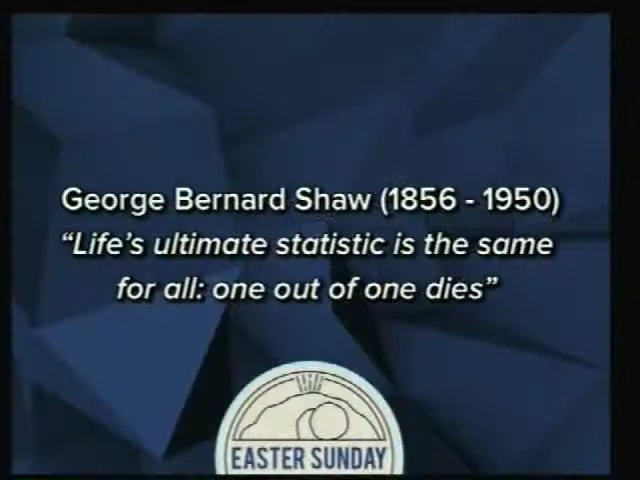 George Bernard Shaw (1856 - 1950)
“Life’s ultimate statistic is the same
for all: one out of one dies”
EASTER SUNDAY